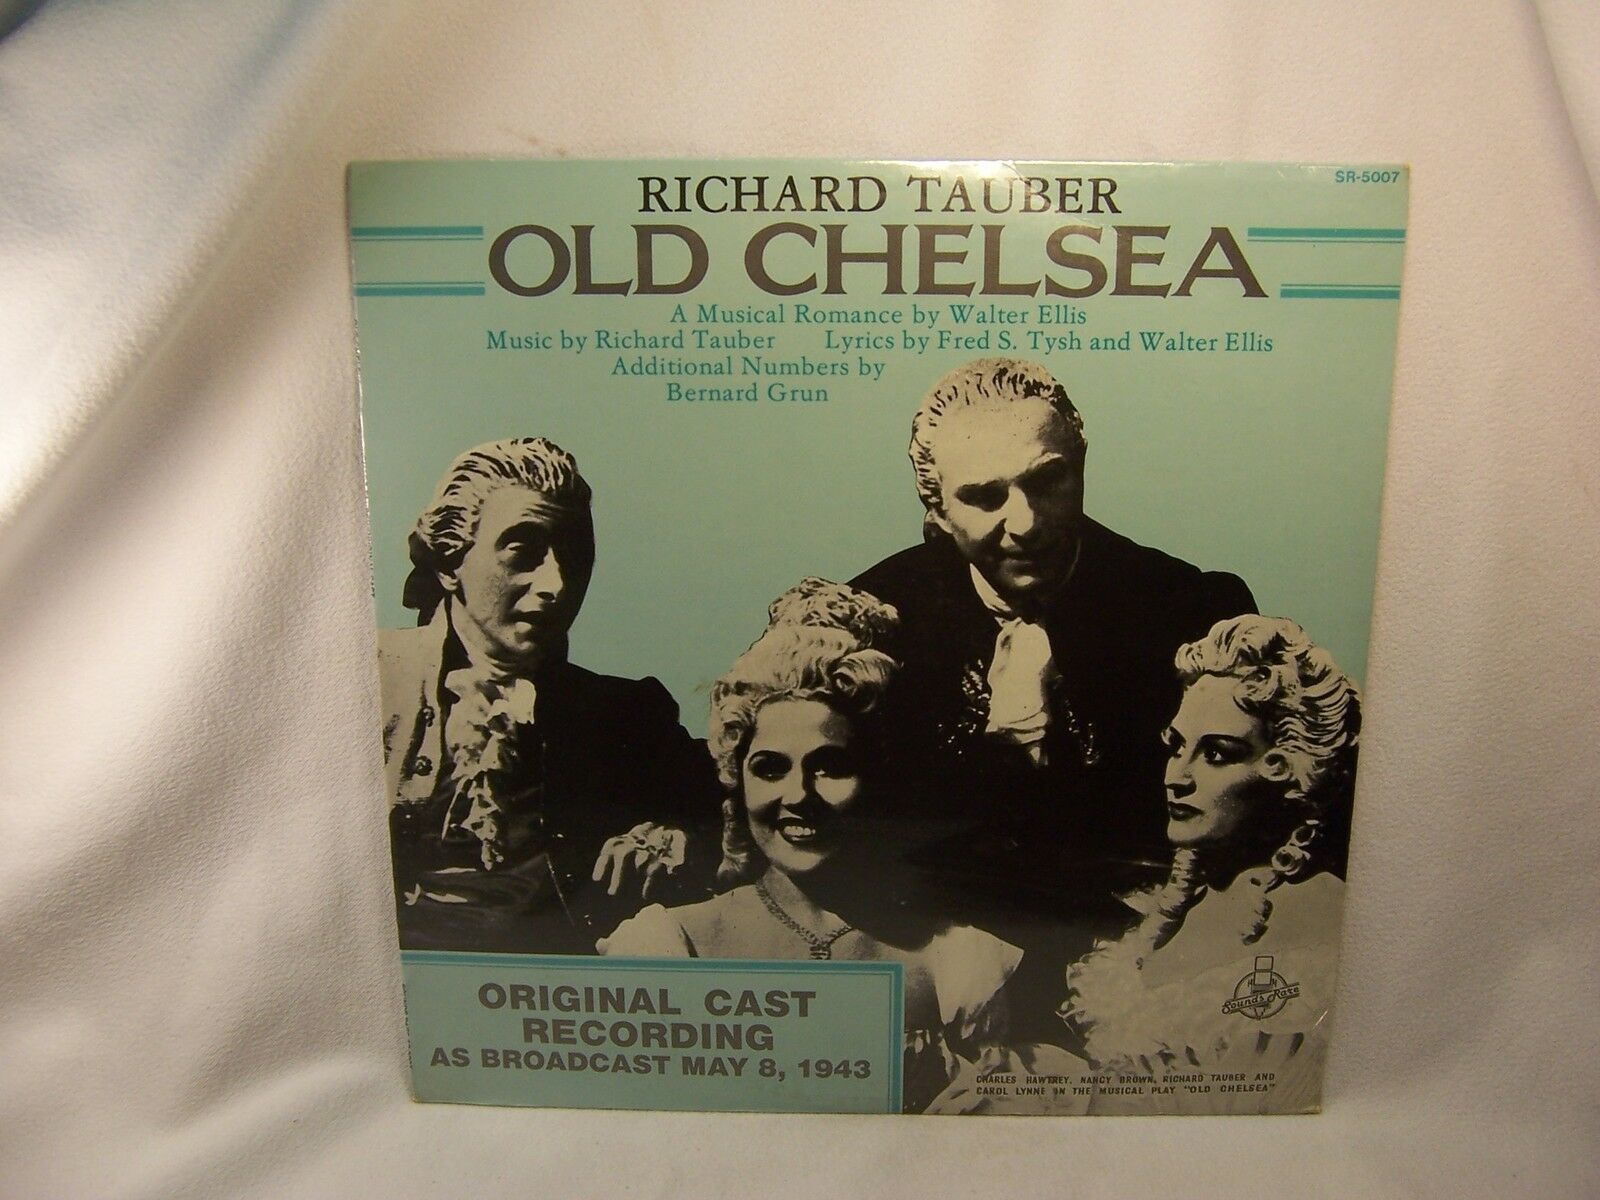 SR-5007
RICHARD TAUBER
OLD CHELSEA
A Musical Romance by Walter Ellis
Music by Richard Tauber Lyrics by Fred S. Tysh and Walter Ellis
Additional Numbers by
Bernard Grun
ORIGINAL CAST
RECORDING
AS BROADCAST MAY 8, 1943
Sounds Rare
CHARLES HAWTREY, NANCY BROWN, RICHARD TAUBER AND
CAROL LYNNE IN THE MUSICAL PLAY "OLD CHELSEA"